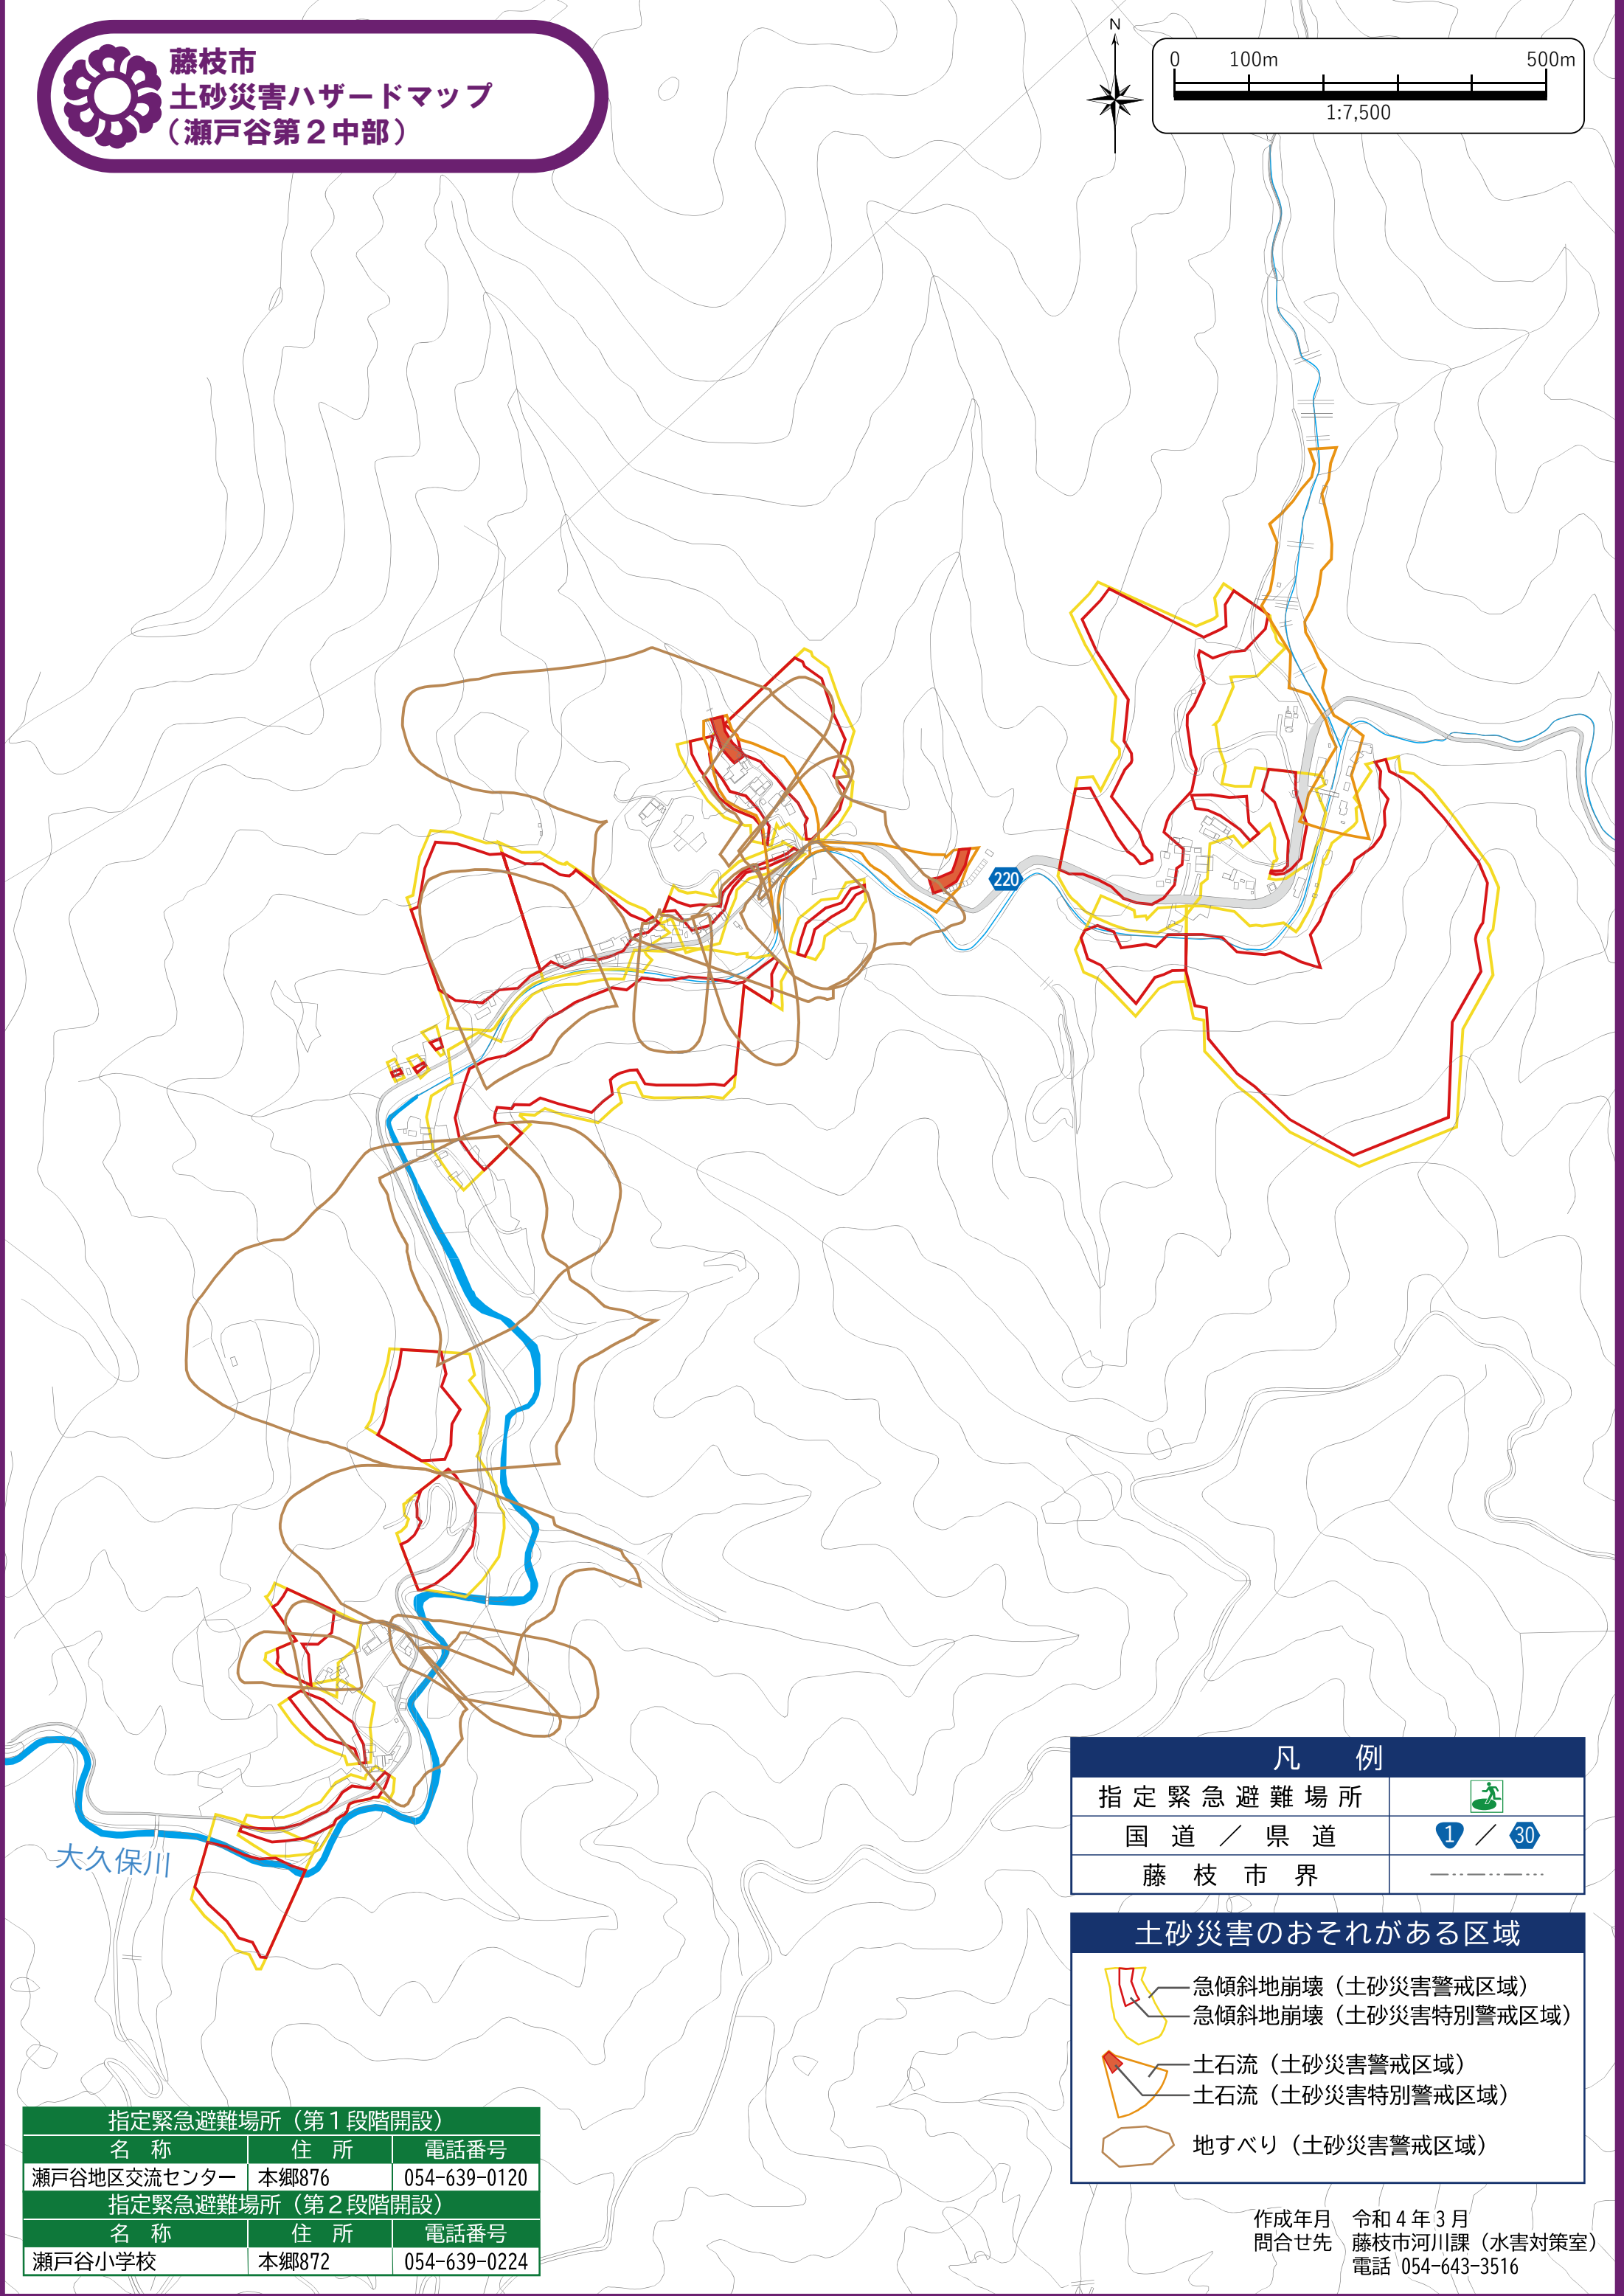 藤枝市
土砂災害ハザードマップ
（瀬戸谷第２中部）
N
0 100m 500m
1:7,500
220
大久保川
凡 例
指定緊急避難場所
国道／県道 1 ／ 30
藤枝市界
土砂災害のおそれがある区域
急傾斜地崩壊（土砂災害警戒区域）
急傾斜地崩壊（土砂災害特別警戒区域）
土石流（土砂災害警戒区域）
土石流（土砂災害特別警戒区域）
地すべり（土砂災害警戒区域）
指定緊急避難場所（第１段階開設）
名 称 住 所 電話番号
瀬戸谷地区交流センター 本郷876 054-639-0120
指定緊急避難場所（第２段階開設）
名 称 住 所 電話番号
瀬戸谷小学校 本郷872 054-639-0224
作成年月 令和４年３月
問合せ先 藤枝市河川課（水害対策室）
電話 054-643-3516